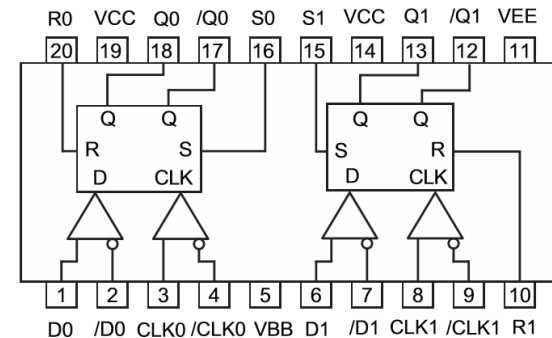 R0 VCC Q0 /Q0 S0 S1 VCC Q1 /Q1 VEE
20 19 18 17 16 15 14 13 12 11
Q Q Q Q
R S S R
D CLK D CLK
1 2 3 4 5 6 7 8 9 10
D0 /D0 CLK0 /CLK0 VBB D1 /D1 CLK1 /CLK1 R1